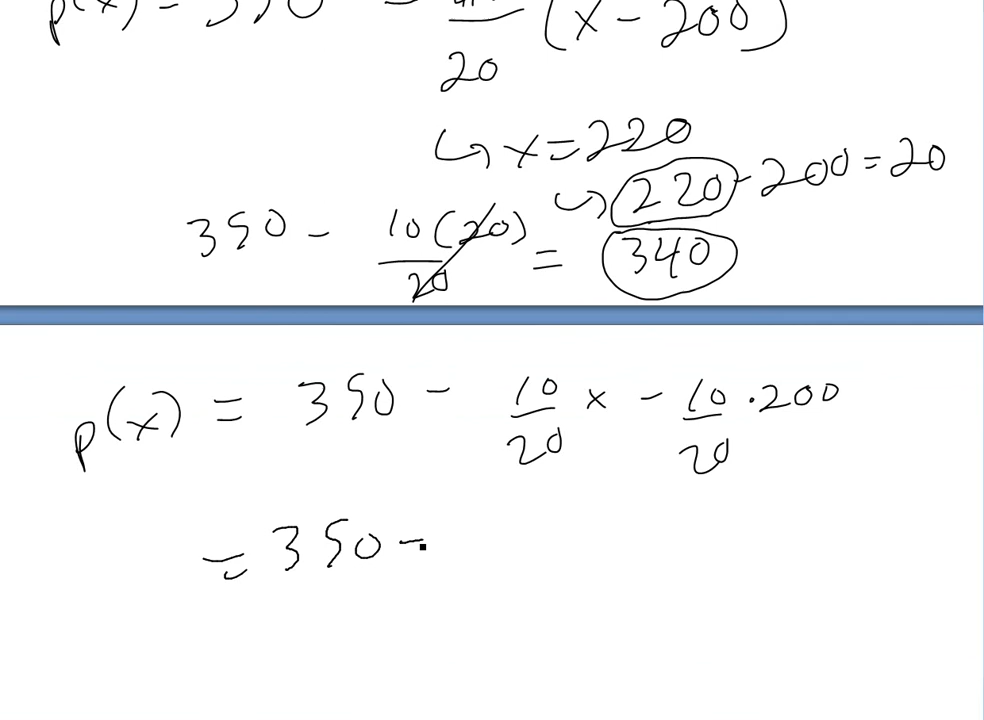 p(x) = 350 - 10/20 (x - 200)
↳ x = 220
↳ 220 - 200 = 20
350 - 10(20)/20 = 340
p(x) = 350 - 10/20 x - 10/20 · 200
= 350 -